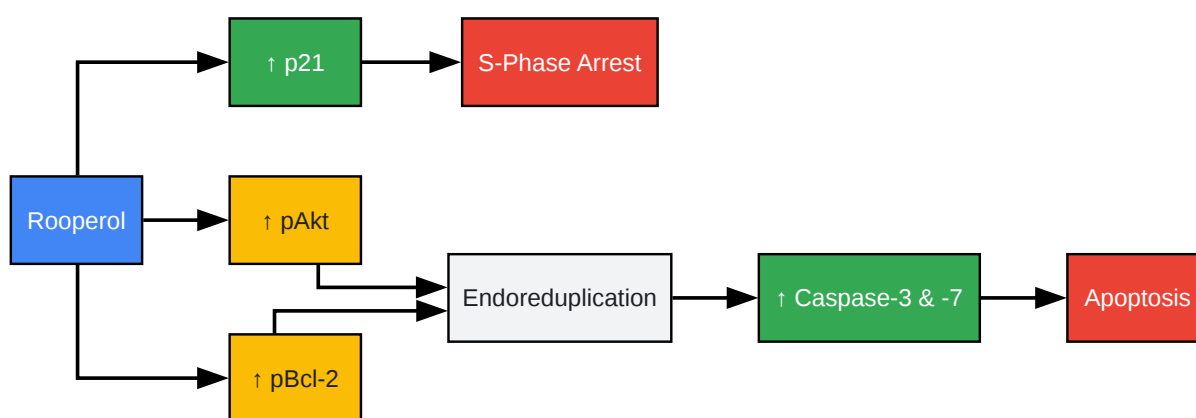 ↑ p21
S-Phase Arrest
Rooperol
↑ pAkt
Endoreduplication
↑ Caspase-3 & -7
Apoptosis
↑ pBcl-2